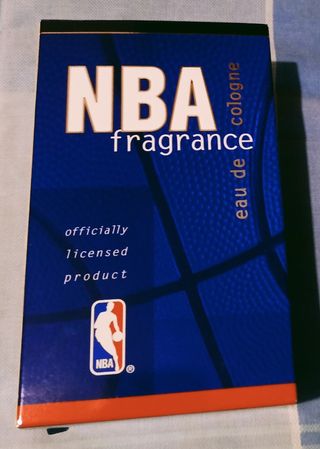 NBA
fragrance
eau de cologne
officially
licensed
product
NBA
®